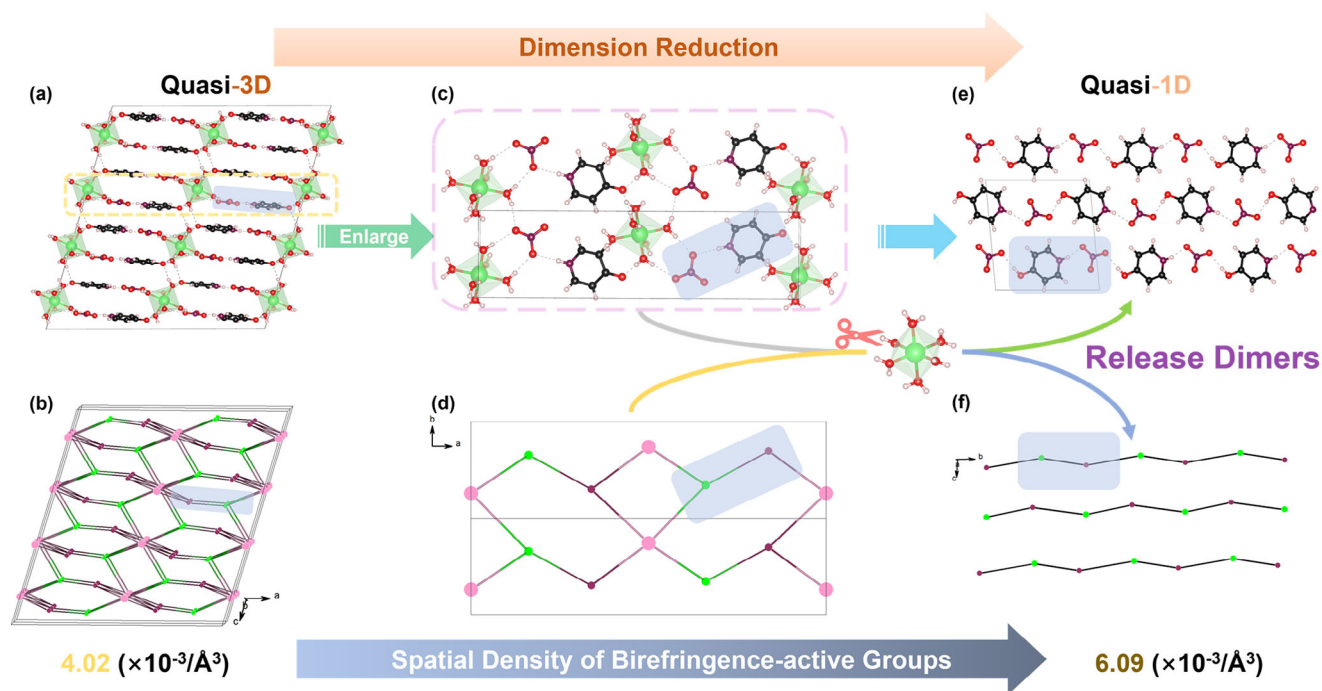 Dimension Reduction
Quasi-3D
Quasi-1D
(a)
(c)
(e)
Enlarge
Release Dimers
(b)
(d)
(f)
b
a
b
c
a
b
c
4.02 (×10⁻³/Å³)
Spatial Density of Birefringence-active Groups
6.09 (×10⁻³/Å³)